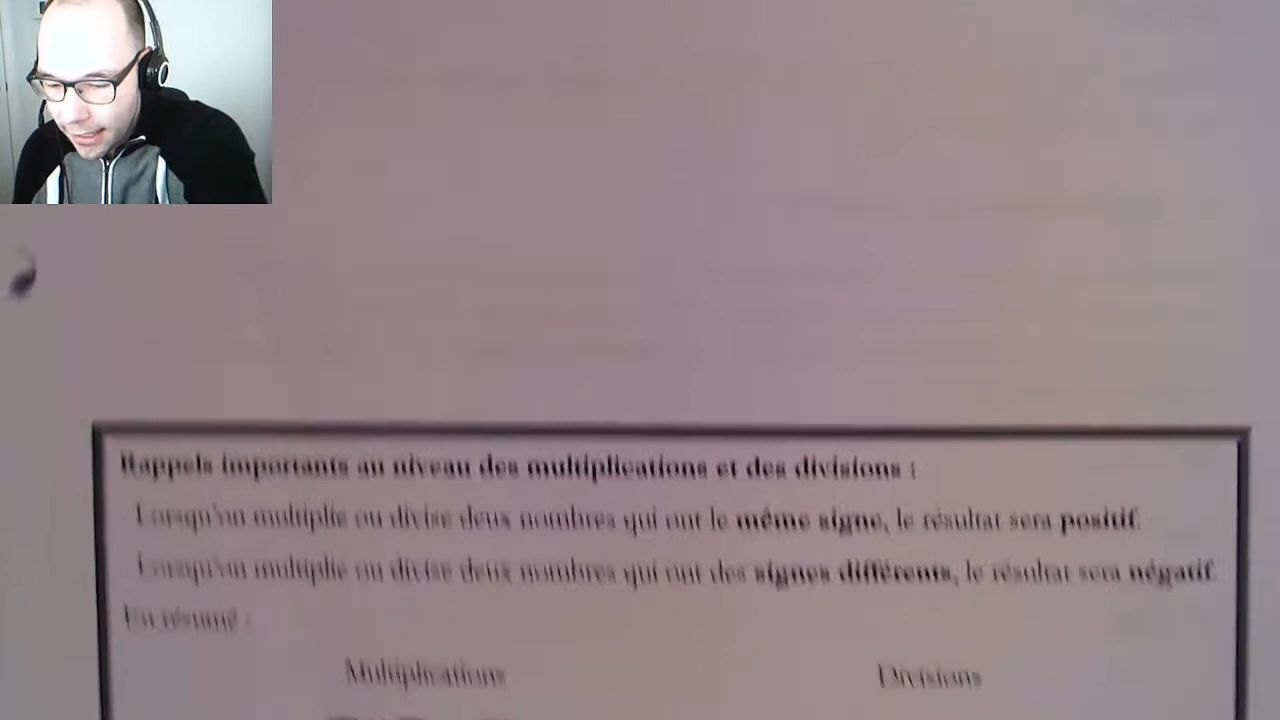 Rappels importants au niveau des multiplications et des divisions :
Lorsqu'on multiplie ou divise deux nombres qui ont le même signe, le résultat sera positif.
Lorsqu'on multiplie ou divise deux nombres qui ont des signes différents, le résultat sera négatif.
En résumé :
Multiplications Divisions